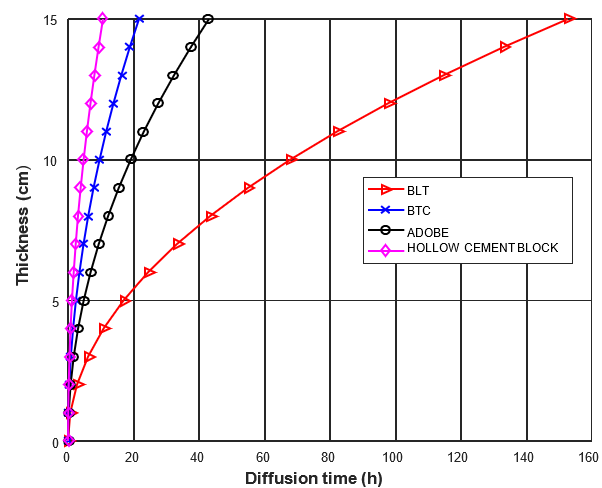 15
10
5
0
Thickness (cm)
0 20 40 60 80 100 120 140 160
Diffusion time (h)
BLT
BTC
ADOBE
HOLLOW CEMENT BLOCK